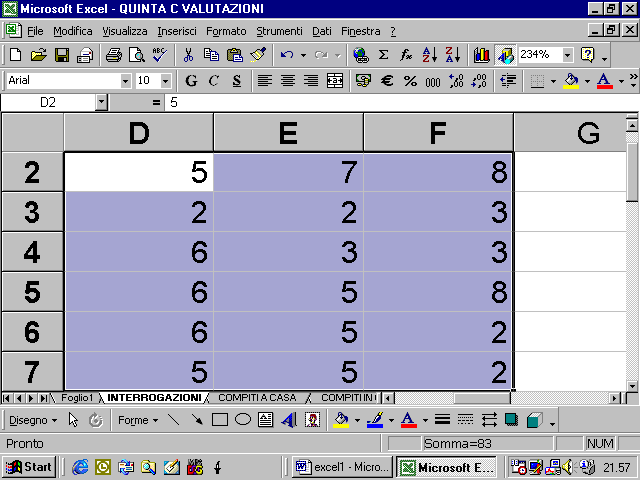 Microsoft Excel - QUINTA C VALUTAZIONI
File Modifica Visualizza Inserisci Formato Strumenti Dati Finestra ?
234%
Arial 10 G C S € % 000
D2 = 5
D E F G
2 5 7 8
3 2 2 3
4 6 3 3
5 6 5 8
6 6 5 2
7 5 5 2
Foglio1 INTERROGAZIONI COMPITI A CASA COMPITI IN
Disegno Forme
Pronto Somma=83 NUM
Start excel1 - Micro... Microsoft E... 21.57